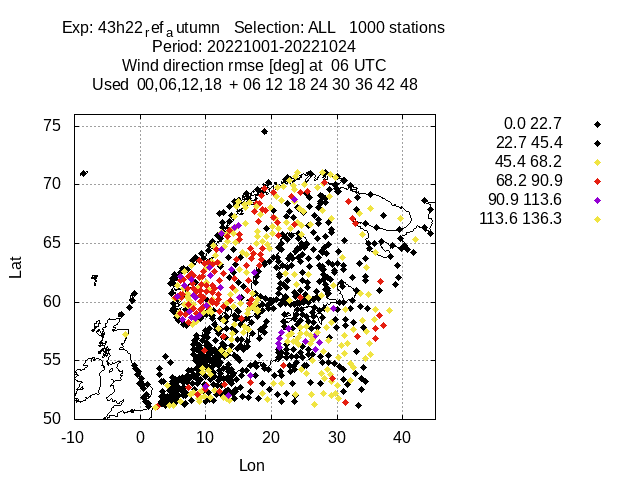 Exp: 43h22ref autumn Selection: ALL 1000 stations
Period: 20221001-20221024
Wind direction rmse [deg] at 06 UTC
Used 00,06,12,18 + 06 12 18 24 30 36 42 48
0.0 22.7
22.7 45.4
45.4 68.2
68.2 90.9
90.9 113.6
113.6 136.3
75
70
65
60
55
50
Lat
-10 0 10 20 30 40
Lon